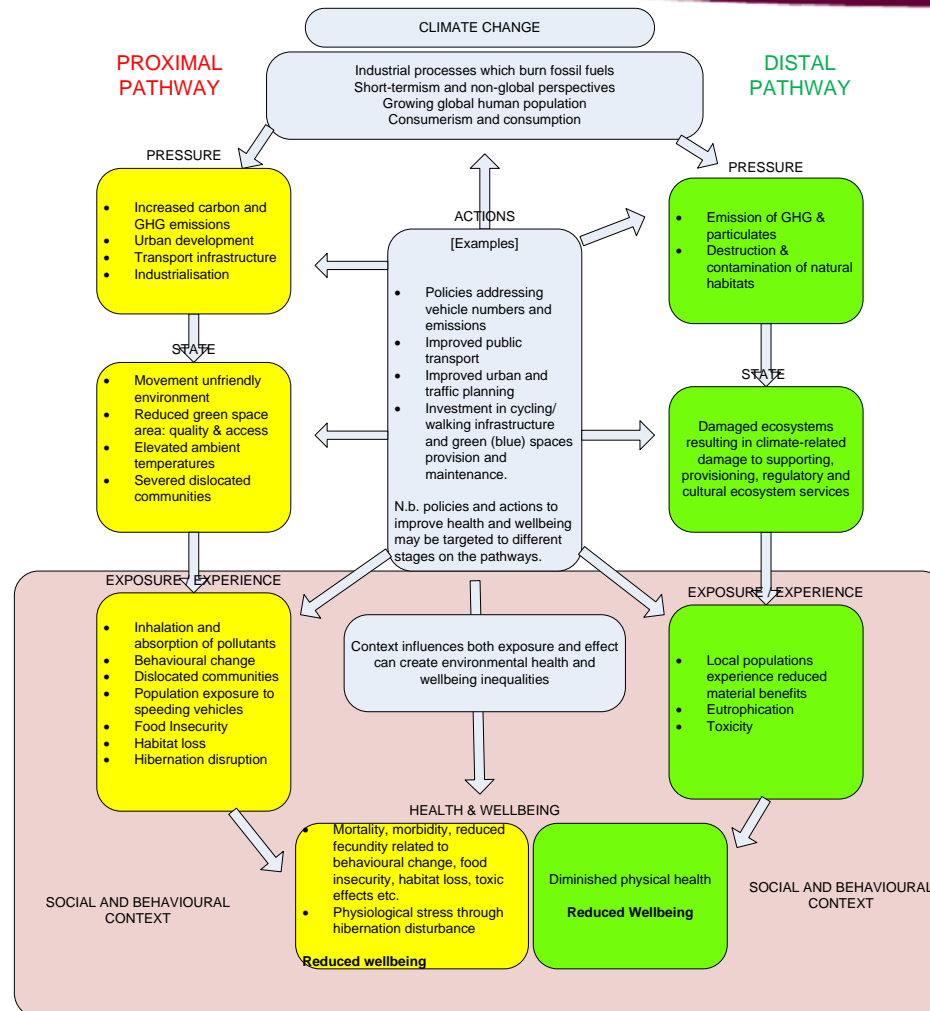 CLIMATE CHANGE
PROXIMAL
PATHWAY
Industrial processes which burn fossil fuels
Short-termism and non-global perspectives
Growing global human population
Consumerism and consumption
DISTAL
PATHWAY
PRESSURE
• Increased carbon and
GHG emissions
• Urban development
• Transport infrastructure
• Industrialisation
ACTIONS
[Examples]
• Policies addressing
vehicle numbers and
emissions
• Improved public
transport
• Improved urban and
traffic planning
• Investment in cycling/
walking infrastructure
and green (blue) spaces
provision and
maintenance.
N.b. policies and actions to
improve health and wellbeing
may be targeted to different
stages on the pathways.
PRESSURE
• Emission of GHG &
particulates
• Destruction &
contamination of natural
habitats
STATE
• Movement unfriendly
environment
• Reduced green space
area: quality & access
• Elevated ambient
temperatures
• Severed dislocated
communities
STATE
Damaged ecosystems
resulting in climate-related
damage to supporting,
provisioning, regulatory and
cultural ecosystem services
EXPOSURE / EXPERIENCE
• Inhalation and
absorption of pollutants
• Behavioural change
• Dislocated communities
• Population exposure to
speeding vehicles
• Food Insecurity
• Habitat loss
• Hibernation disruption
Context influences both exposure and effect
can create environmental health and
wellbeing inequalities
EXPOSURE / EXPERIENCE
• Local populations
experience reduced
material benefits
• Eutrophication
• Toxicity
HEALTH & WELLBEING
• Mortality, morbidity, reduced
fecundity related to
behavioural change, food
insecurity, habitat loss, toxic
effects etc.
• Physiological stress through
hibernation disturbance
Reduced wellbeing
Diminished physical health
Reduced Wellbeing
SOCIAL AND BEHAVIOURAL
CONTEXT
SOCIAL AND BEHAVIOURAL
CONTEXT